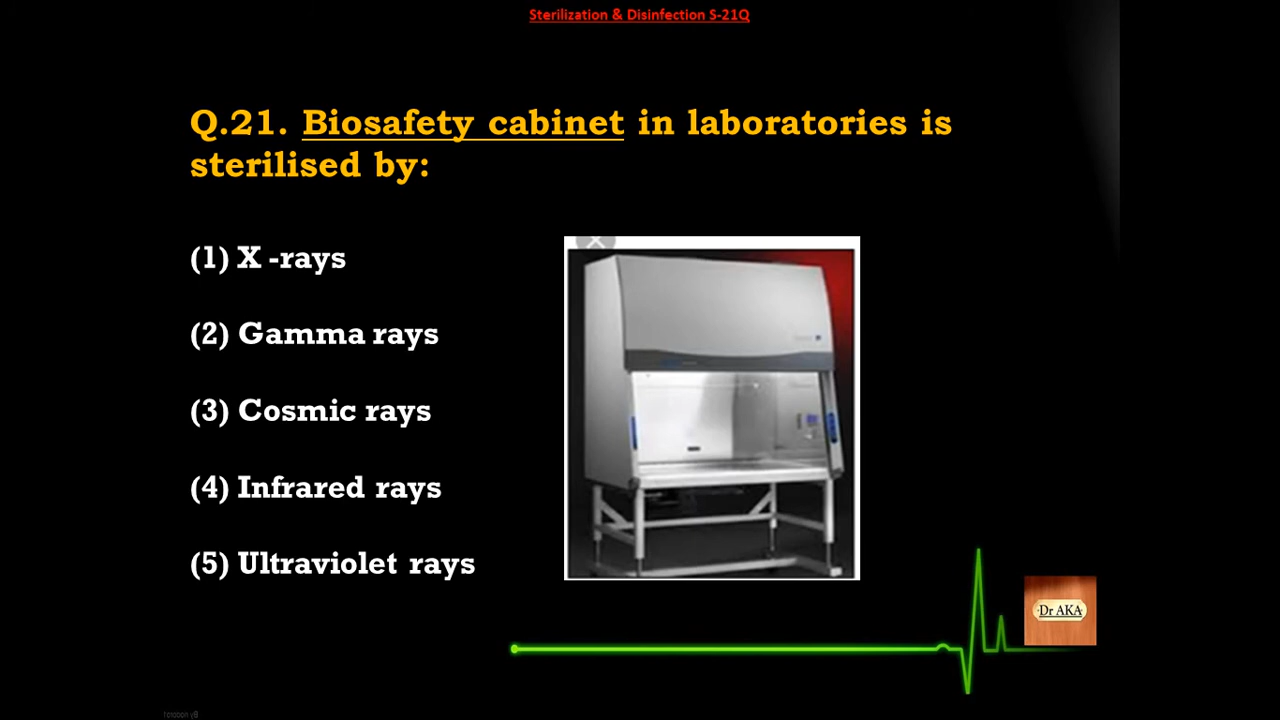 Sterilization & Disinfection S-21Q
Q.21. Biosafety cabinet in laboratories is
sterilised by:
(1) X -rays
(2) Gamma rays
(3) Cosmic rays
(4) Infrared rays
(5) Ultraviolet rays
Dr AKA